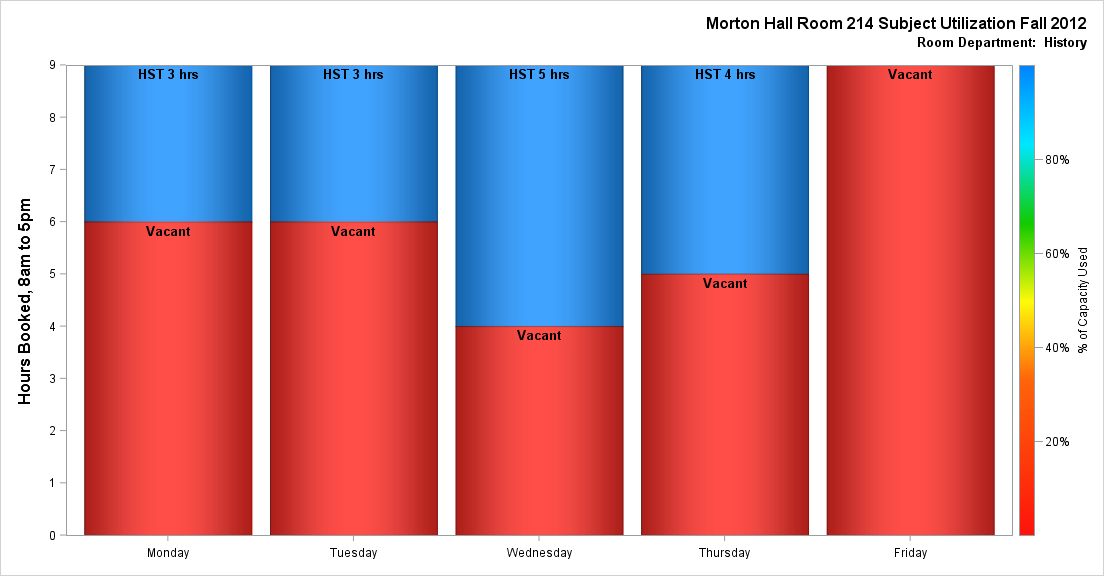 Morton Hall Room 214 Subject Utilization Fall 2012
Room Department: History
Hours Booked, 8am to 5pm
9
8
7
6
5
4
3
2
1
0
HST 3 hrs
HST 3 hrs
HST 5 hrs
HST 4 hrs
Vacant
Vacant
Vacant
Vacant
Vacant
Monday
Tuesday
Wednesday
Thursday
Friday
80%
60%
40%
20%
% of Capacity Used